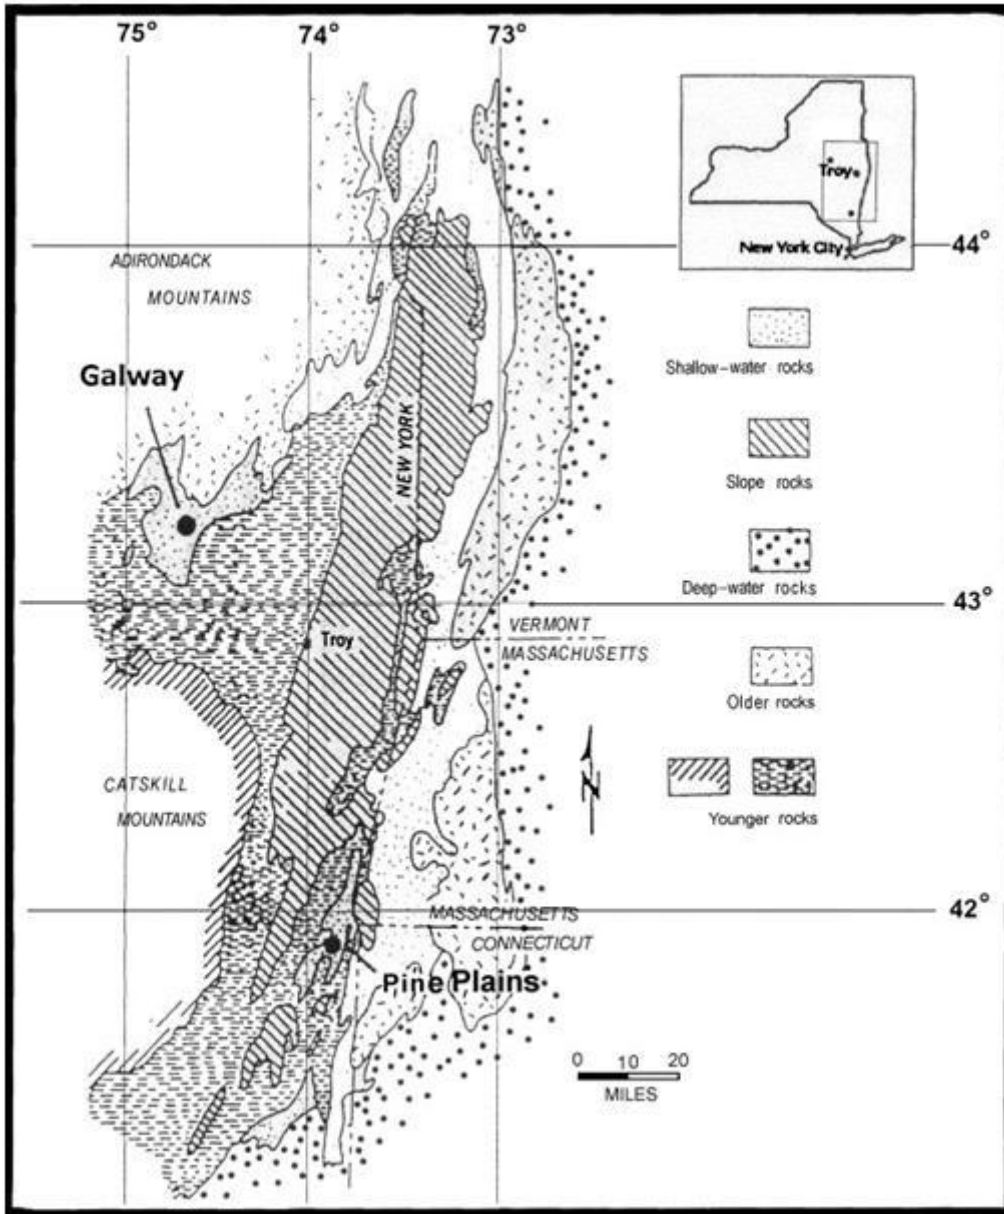 75°
74°
73°
Troy
New York City
44°
ADIRONDACK
MOUNTAINS
Shallow-water rocks
Galway
NEW YORK
Slope rocks
Deep-water rocks
43°
VERMONT
MASSACHUSETTS
Troy
Older rocks
N
CATSKILL
MOUNTAINS
Younger rocks
42°
MASSACHUSETTS
CONNECTICUT
Pine Plains
0 10 20
MILES